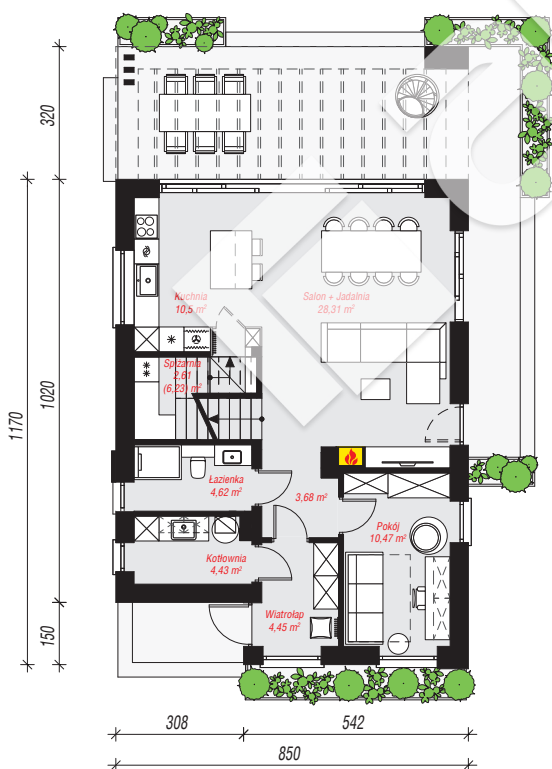 320
Kuchnia
10,5 m²
Salon + Jadalnia
28,31 m²
Spiżarnia
2,61
(6,23) m²
1170
1020
Łazienka
4,62 m²
3,68 m²
Pokój
10,47 m²
Kotłownia
4,43 m²
Wiatrołap
4,45 m²
150
308
542
850